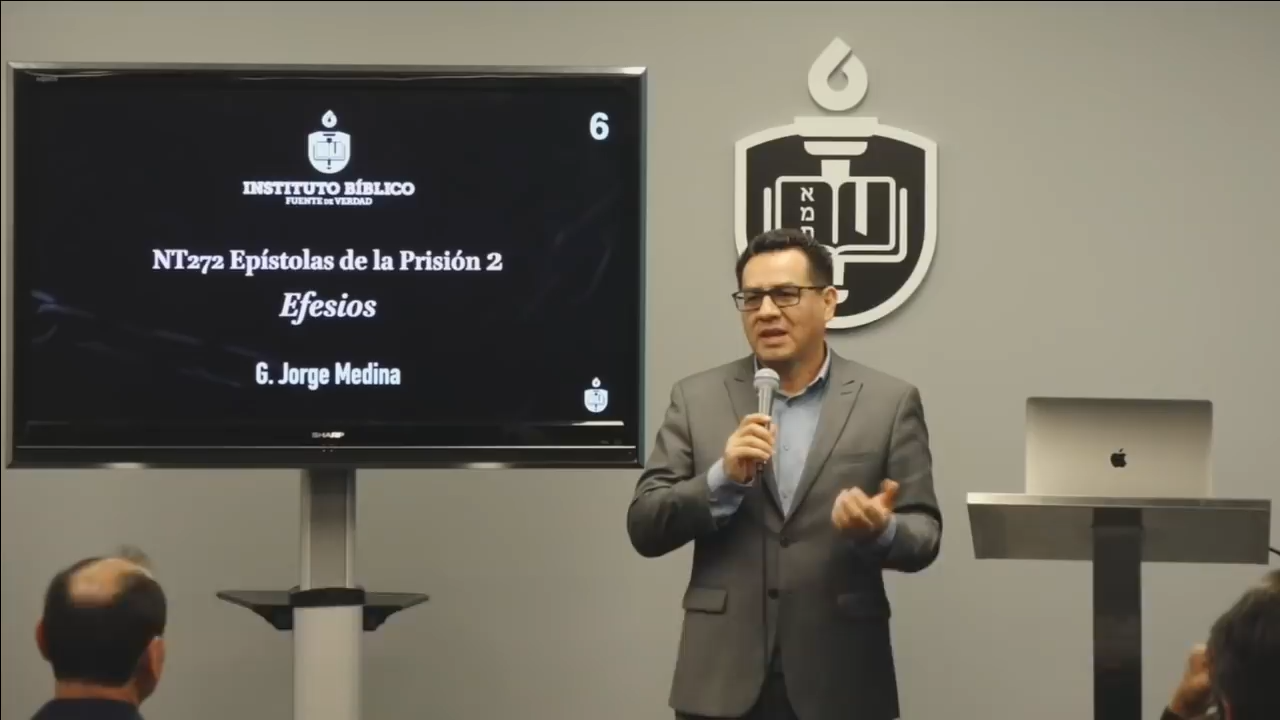 6
INSTITUTO BÍBLICO
FUENTE DE VERDAD
NT272 Epístolas de la Prisión 2
Efesios
G. Jorge Medina
SHARP
א
מ